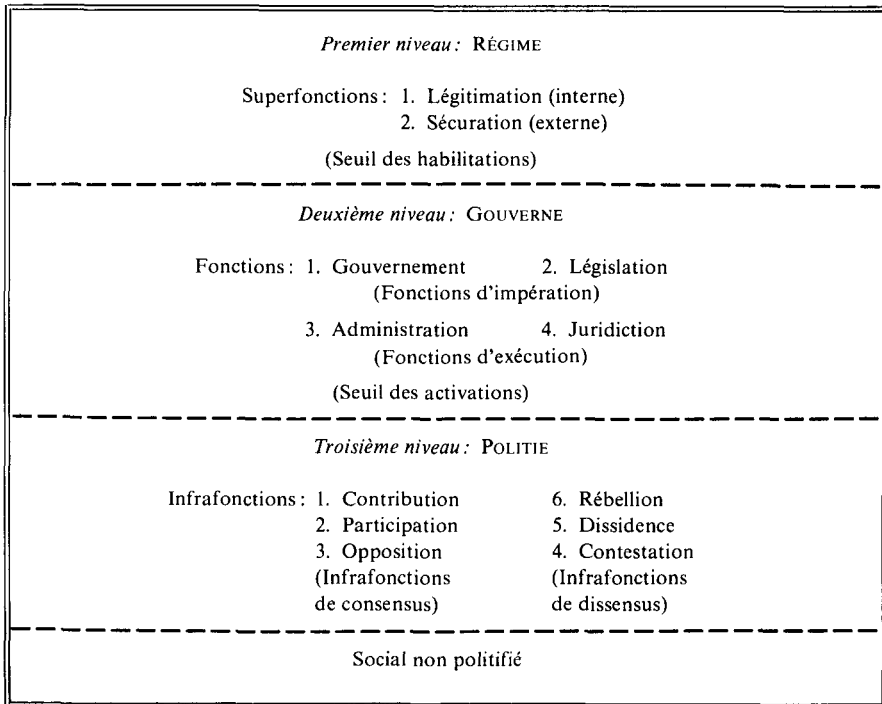 Premier niveau : RÉGIME
Superfonctions : 1. Légitimation (interne)
2. Sécuration (externe)
(Seuil des habilitations)
Deuxième niveau : GOUVERNE
Fonctions : 1. Gouvernement 2. Législation
(Fonctions d'impération)
3. Administration 4. Juridiction
(Fonctions d'exécution)
(Seuil des activations)
Troisième niveau : POLITIE
Infrafonctions : 1. Contribution 6. Rébellion
2. Participation 5. Dissidence
3. Opposition 4. Contestation
(Infrafonctions (Infrafonctions
de consensus) de dissensus)
Social non politifié